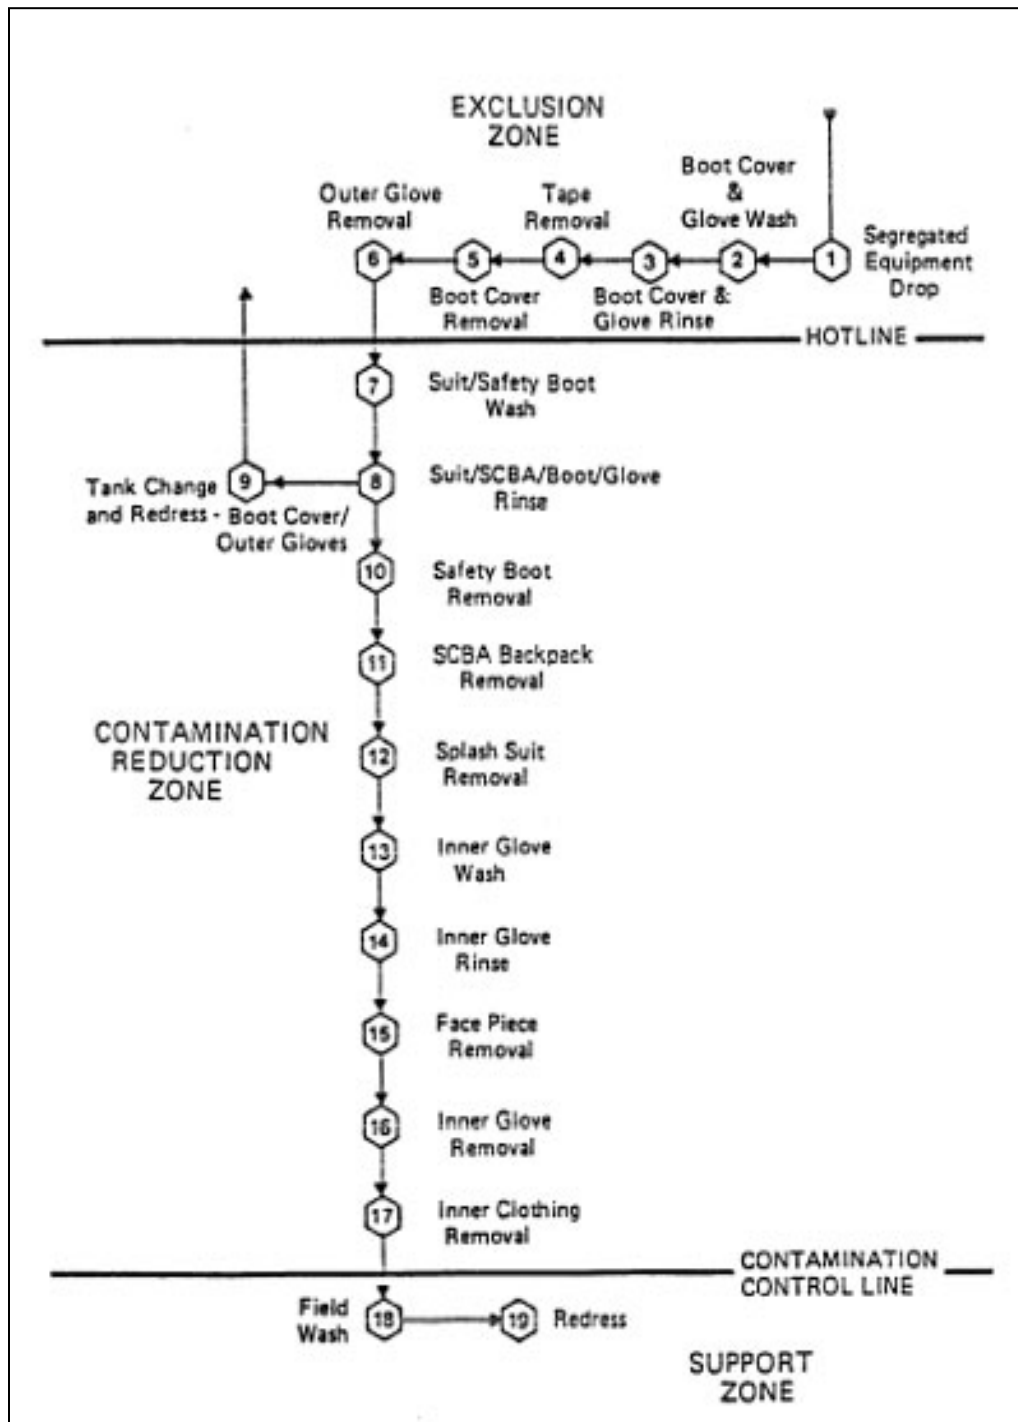 EXCLUSION
ZONE
Boot Cover
&
Glove Wash
Outer Glove
Removal
Tape
Removal
Segregated
Equipment
Drop
6
5
4
3
2
1
Boot Cover
Removal
Boot Cover &
Glove Rinse
HOTLINE
7
Suit/Safety Boot
Wash
Tank Change
and Redress - Boot Cover/
Outer Gloves
9
8
Suit/SCBA/Boot/Glove
Rinse
10
Safety Boot
Removal
11
SCBA Backpack
Removal
CONTAMINATION
REDUCTION
ZONE
12
Splash Suit
Removal
13
Inner Glove
Wash
14
Inner Glove
Rinse
15
Face Piece
Removal
16
Inner Glove
Removal
17
Inner Clothing
Removal
CONTAMINATION
CONTROL LINE
Field
Wash
18
19
Redress
SUPPORT
ZONE